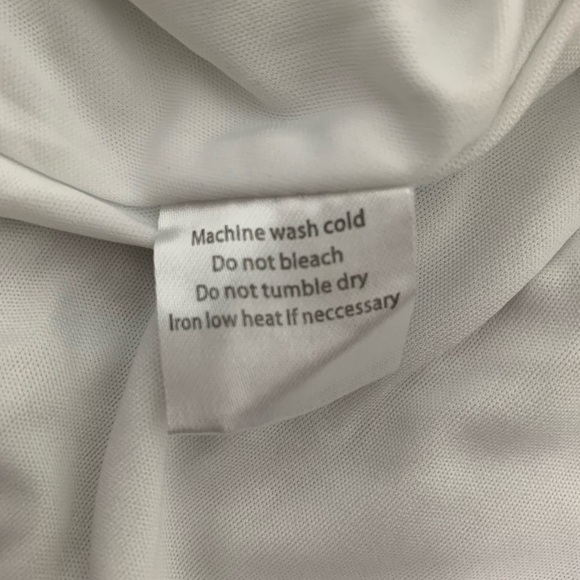 Machine wash cold
Do not bleach
Do not tumble dry
Iron low heat If neccessary